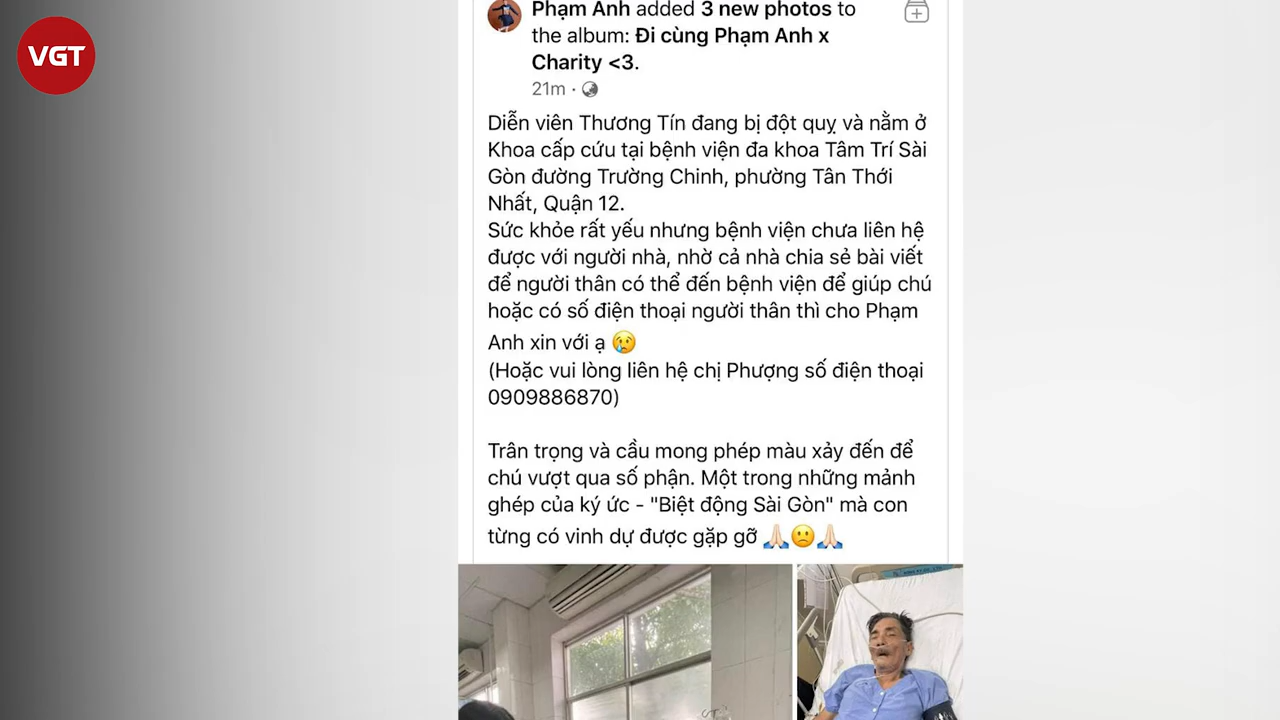 VGT
Phạm Anh added 3 new photos to
the album: Đi cùng Phạm Anh x
Charity <3.
21m ·
Diễn viên Thương Tín đang bị đột quỵ và nằm ở
Khoa cấp cứu tại bệnh viện đa khoa Tâm Trí Sài
Gòn đường Trường Chinh, phường Tân Thới
Nhất, Quận 12.
Sức khỏe rất yếu nhưng bệnh viện chưa liên hệ
được với người nhà, nhờ cả nhà chia sẻ bài viết
để người thân có thể đến bệnh viện để giúp chú
hoặc có số điện thoại người thân thì cho Phạm
Anh xin với ạ 😢
(Hoặc vui lòng liên hệ chị Phượng số điện thoại
0909886870)
Trân trọng và cầu mong phép màu xảy đến để
chú vượt qua số phận. Một trong những mảnh
ghép của ký ức - "Biệt động Sài Gòn" mà con
từng có vinh dự được gặp gỡ 🙏🏻🙁🙏🏻